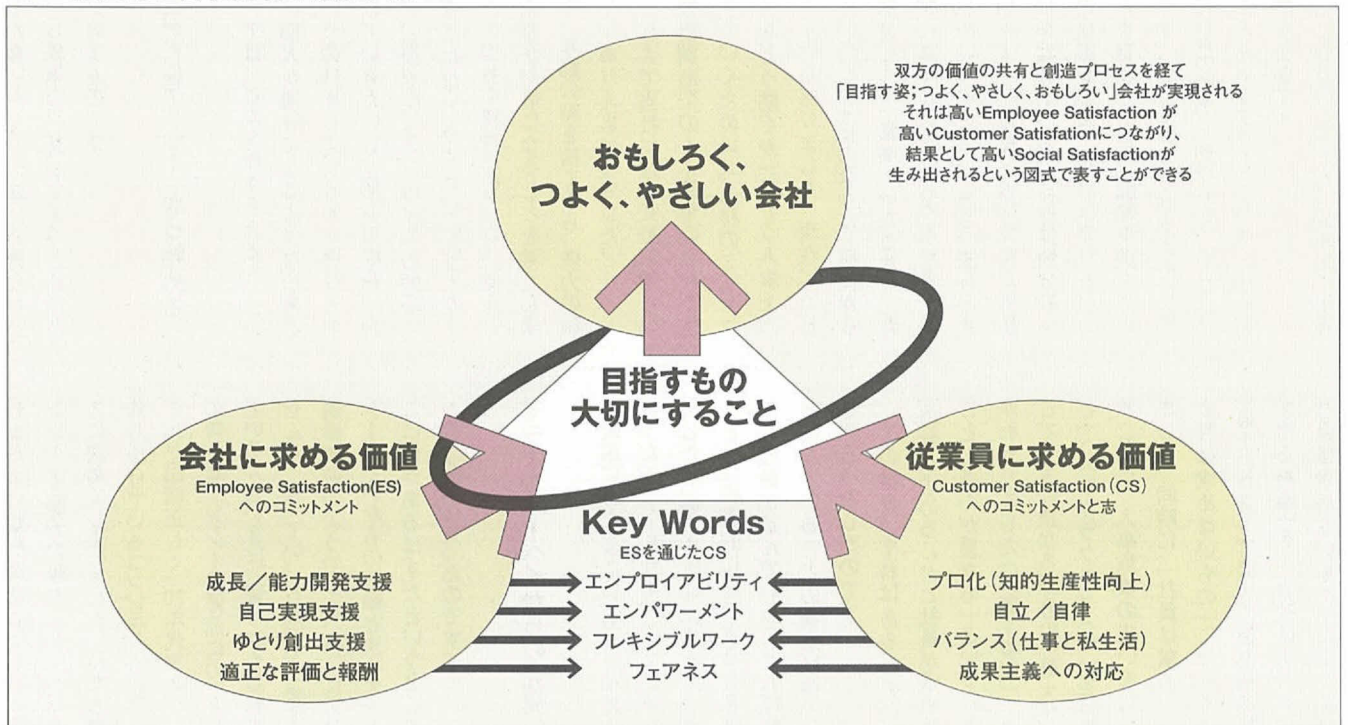 双方の価値の共有と創造プロセスを経て
「目指す姿;つよく、やさしく、おもしろい」会社が実現される
それは高いEmployee Satisfaction が
高いCustomer Satisfationにつながり、
結果として高いSocial Satisfactionが
生み出されるという図式で表すことができる
おもしろく、
つよく、やさしい会社
目指すもの
大切にすること
会社に求める価値
Employee Satisfaction(ES)
へのコミットメント
成長／能力開発支援
自己実現支援
ゆとり創出支援
適正な評価と報酬
Key Words
ESを通じたCS
エンプロイアビリティ
エンパワーメント
フレキシブルワーク
フェアネス
従業員に求める価値
Customer Satisfaction(CS)
へのコミットメントと志
プロ化(知的生産性向上)
自立／自律
バランス(仕事と私生活)
成果主義への対応